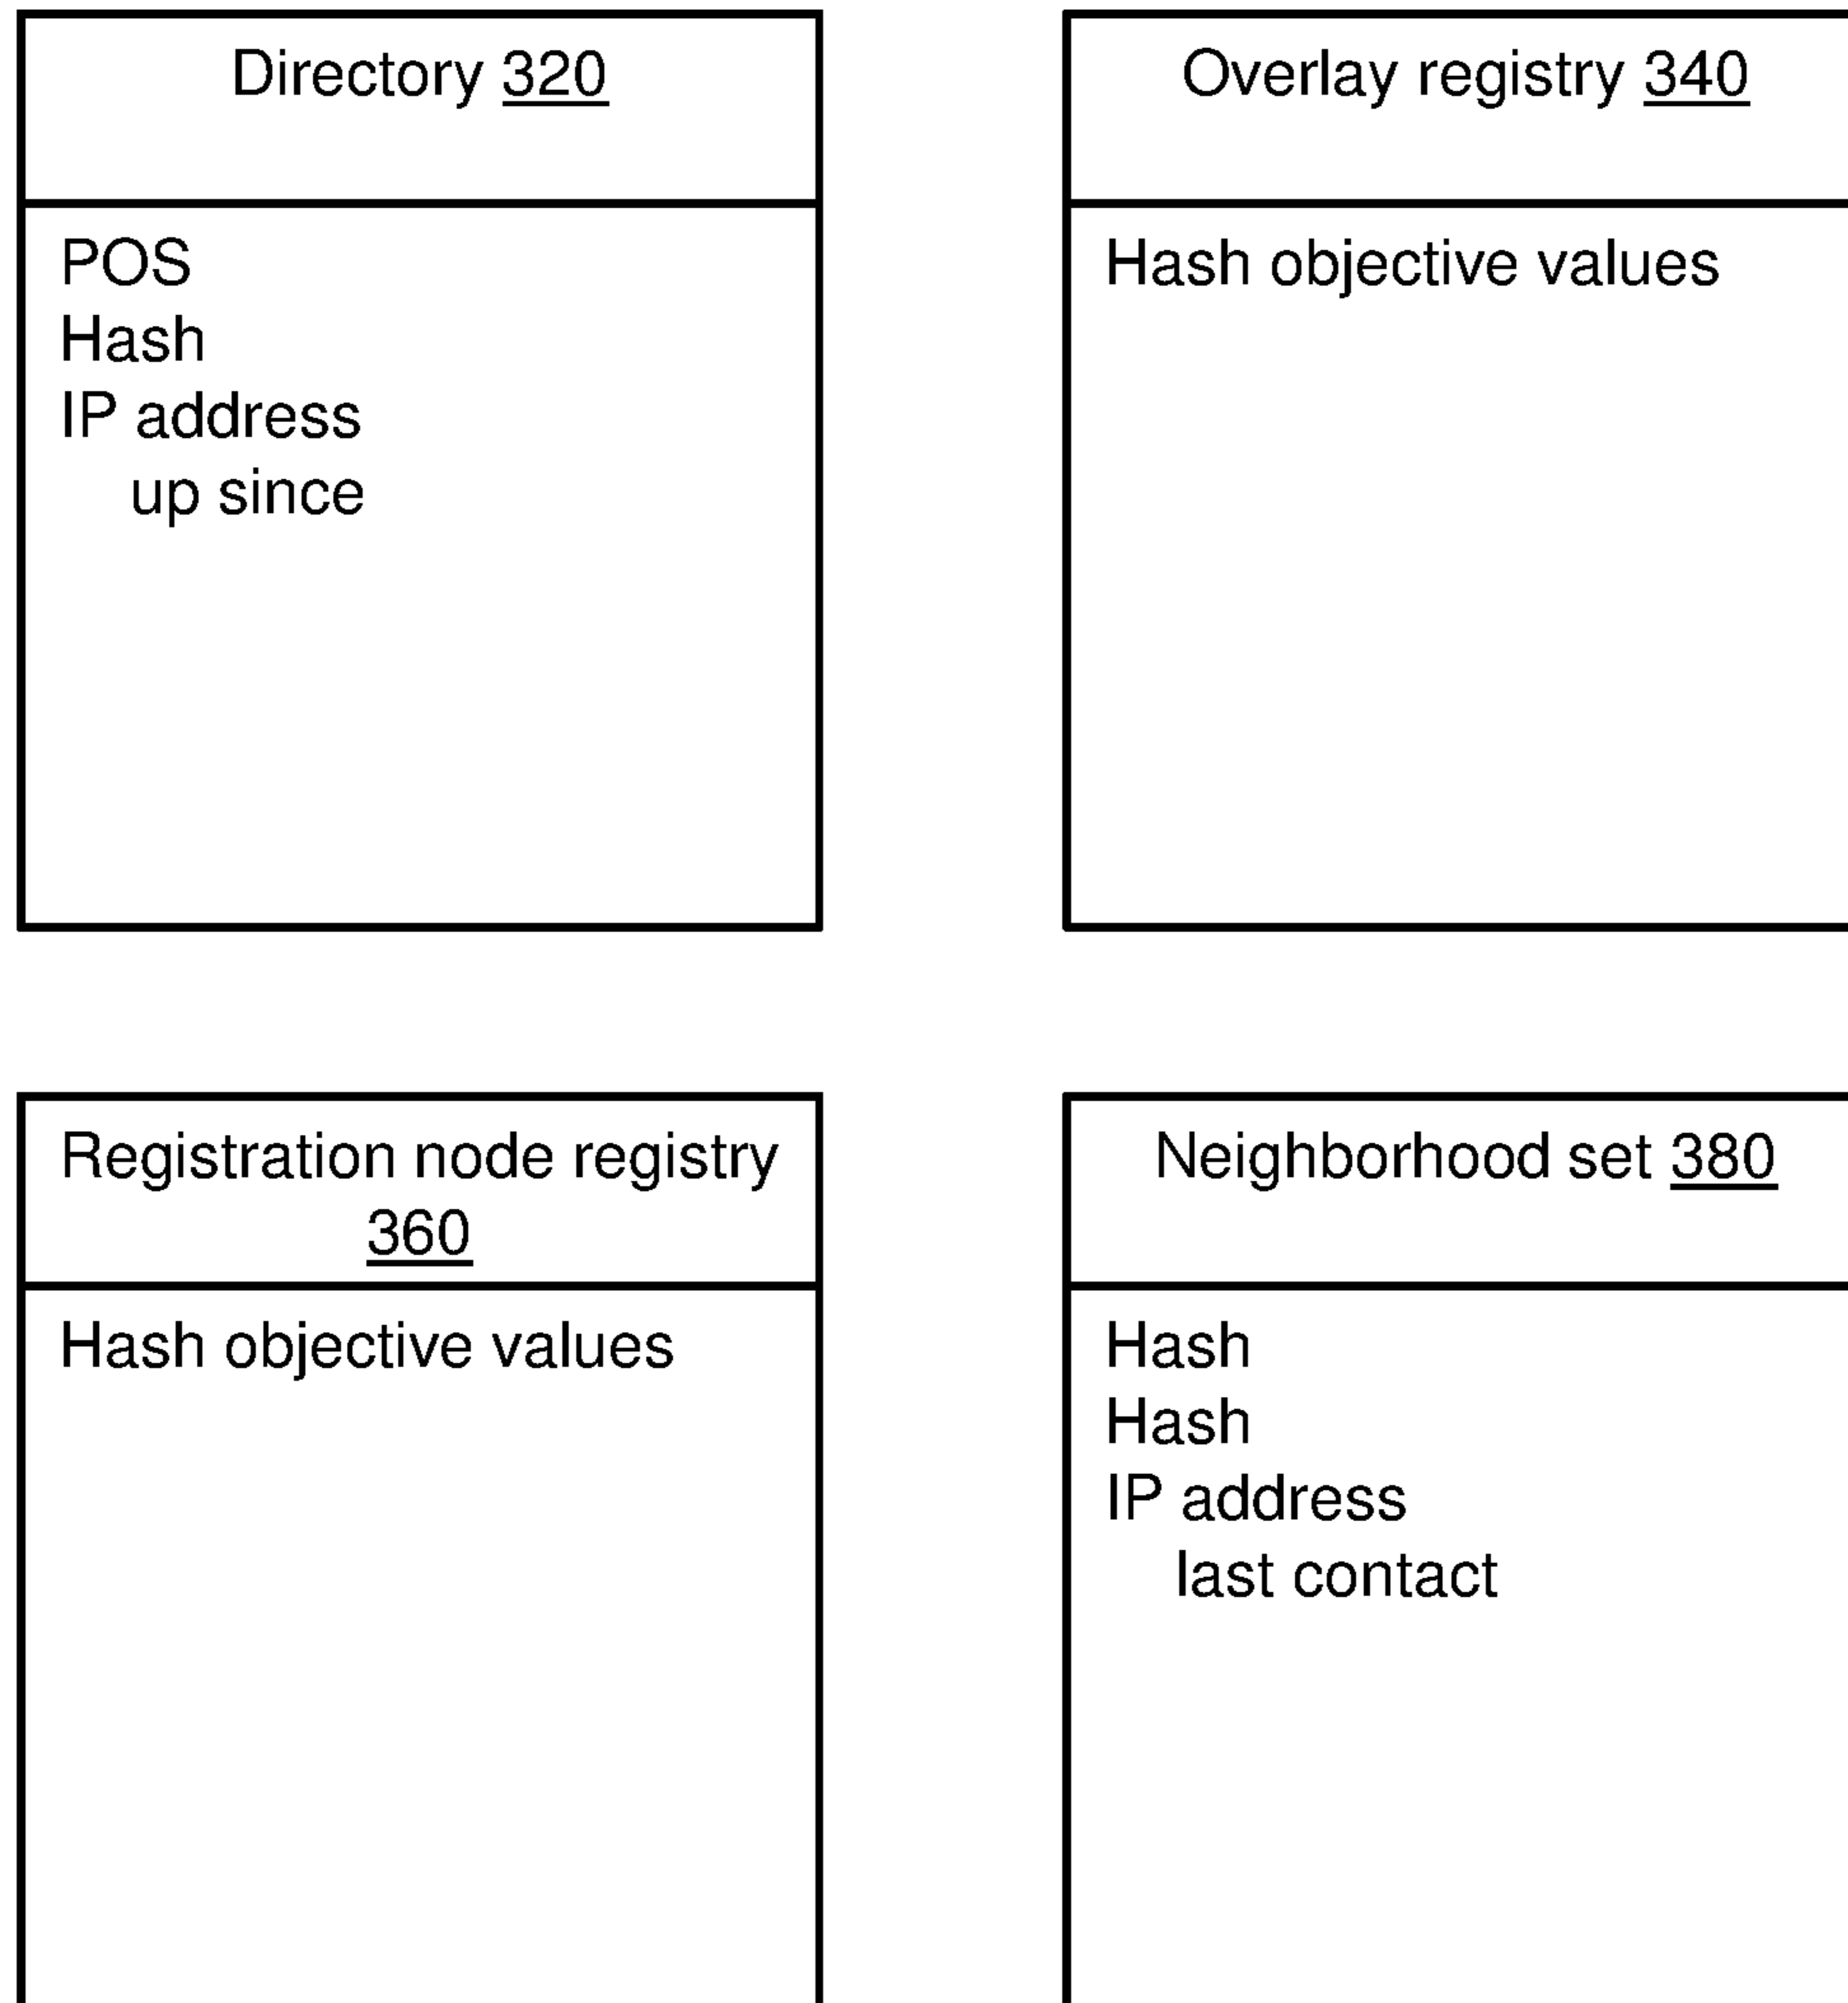 Directory 320
POS
Hash
IP address
up since
Overlay registry 340
Hash objective values
Registration node registry
360
Hash objective values
Neighborhood set 380
Hash
Hash
IP address
last contact